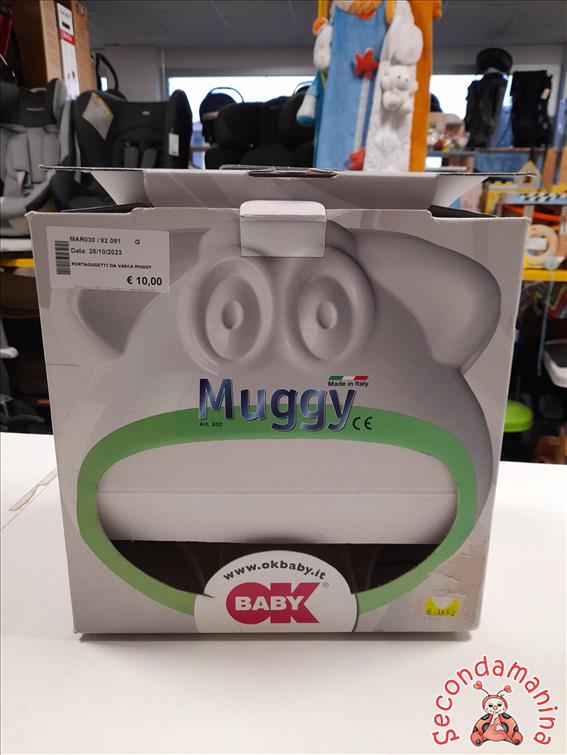 MAR030 / 82.081 G
Data: 28/10/2023
PORTAOGGETTI DA VASCA MUGGY
€ 10,00
Made in Italy
Muggy
Art. 832
CE
www.okbaby.it
OK BABY ®
Secondamanina